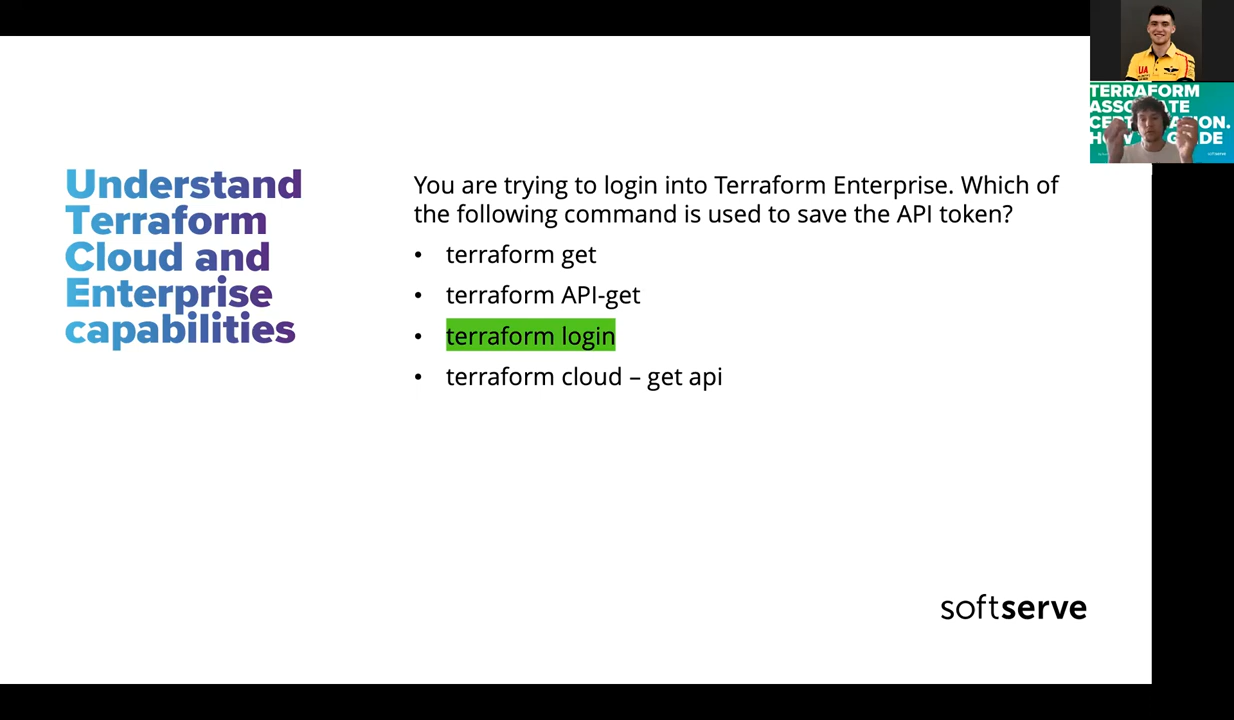 Understand
Terraform
Cloud and
Enterprise
capabilities
You are trying to login into Terraform Enterprise. Which of
the following command is used to save the API token?
• terraform get
• terraform API-get
• terraform login
• terraform cloud – get api
softserve
UA
TERRAFORM